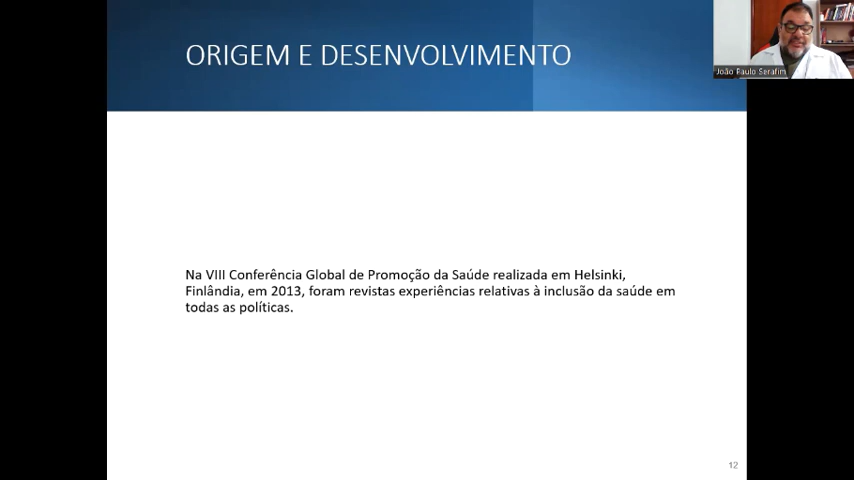 ORIGEM E DESENVOLVIMENTO
João Paulo Serafim
Na VIII Conferência Global de Promoção da Saúde realizada em Helsinki,
Finlândia, em 2013, foram revistas experiências relativas à inclusão da saúde em
todas as políticas.
12